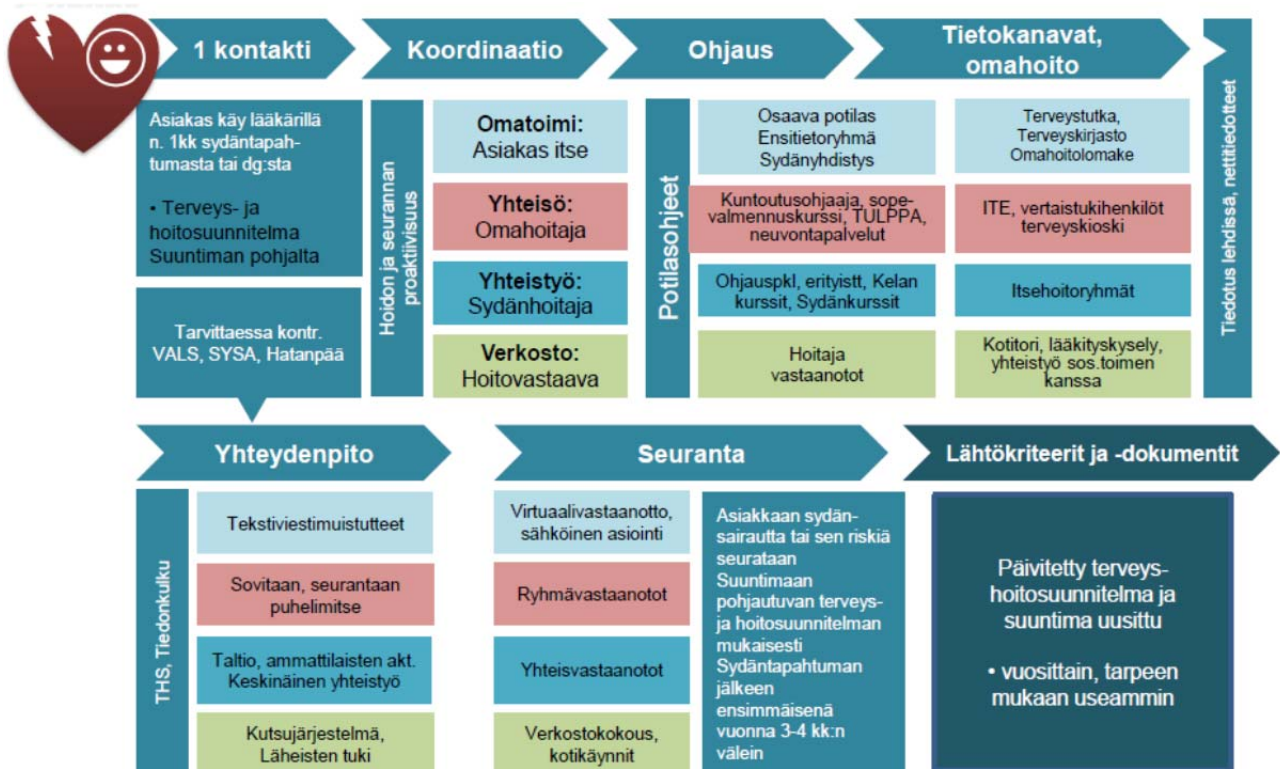 1 kontakti
Koordinaatio
Ohjaus
Tietokanavat,
omahoito
Asiakas käy lääkärillä
n. 1kk sydäntapah-
tumasta tai dg:sta
• Terveys- ja
hoitosuunnitelma
Suuntiman pohjalta
Tarvittaessa kontr.
VALS, SYSA, Hatanpää
Hoidon ja seurannan
proaktiivisuus
Omatoimi:
Asiakas itse
Yhteisö:
Omahoitaja
Yhteistyö:
Sydänhoitaja
Verkosto:
Hoitovastaava
Potilasohjeet
Osaava potilas
Ensitietoryhmä
Sydänyhdistys
Kuntoutusohjaaja, sope-
valmennuskurssi, TULPPA,
neuvontapalvelut
Ohjauspkl, erityistt, Kelan
kurssit, Sydänkurssit
Hoitaja
vastaanotot
Terveystutka,
Terveyskirjasto
Omahoitolomake
ITE, vertaistukihenkilöt
terveyskioski
Itsehoitoryhmät
Kotitori, lääkityskysely,
yhteistyö sos.toimen
kanssa
Tiedotus lehdissä, nettitiedotteet
Yhteydenpito
Seuranta
Lähtökriteerit ja -dokumentit
THS, Tiedonkulku
Tekstiviestimuistutteet
Sovitaan, seurantaan
puhelimitse
Taltio, ammattilaisten akt.
Keskinäinen yhteistyö
Kutsujärjestelmä,
Läheisten tuki
Virtuaalivastaanotto,
sähköinen asiointi
Ryhmävastaanotot
Yhteisvastaanotot
Verkostokokous,
kotikäynnit
Asiakkaan sydän-
sairautta tai sen riskiä
seurataan
Suuntimaan
pohjautuvan terveys-
ja hoitosuunnitelman
mukaisesti
Sydäntapahtuman
jälkeen
ensimmäisenä
vuonna 3-4 kk:n
välein
Päivitetty terveys-
hoitosuunnitelma ja
suuntima uusittu
• vuosittain, tarpeen
mukaan useammin